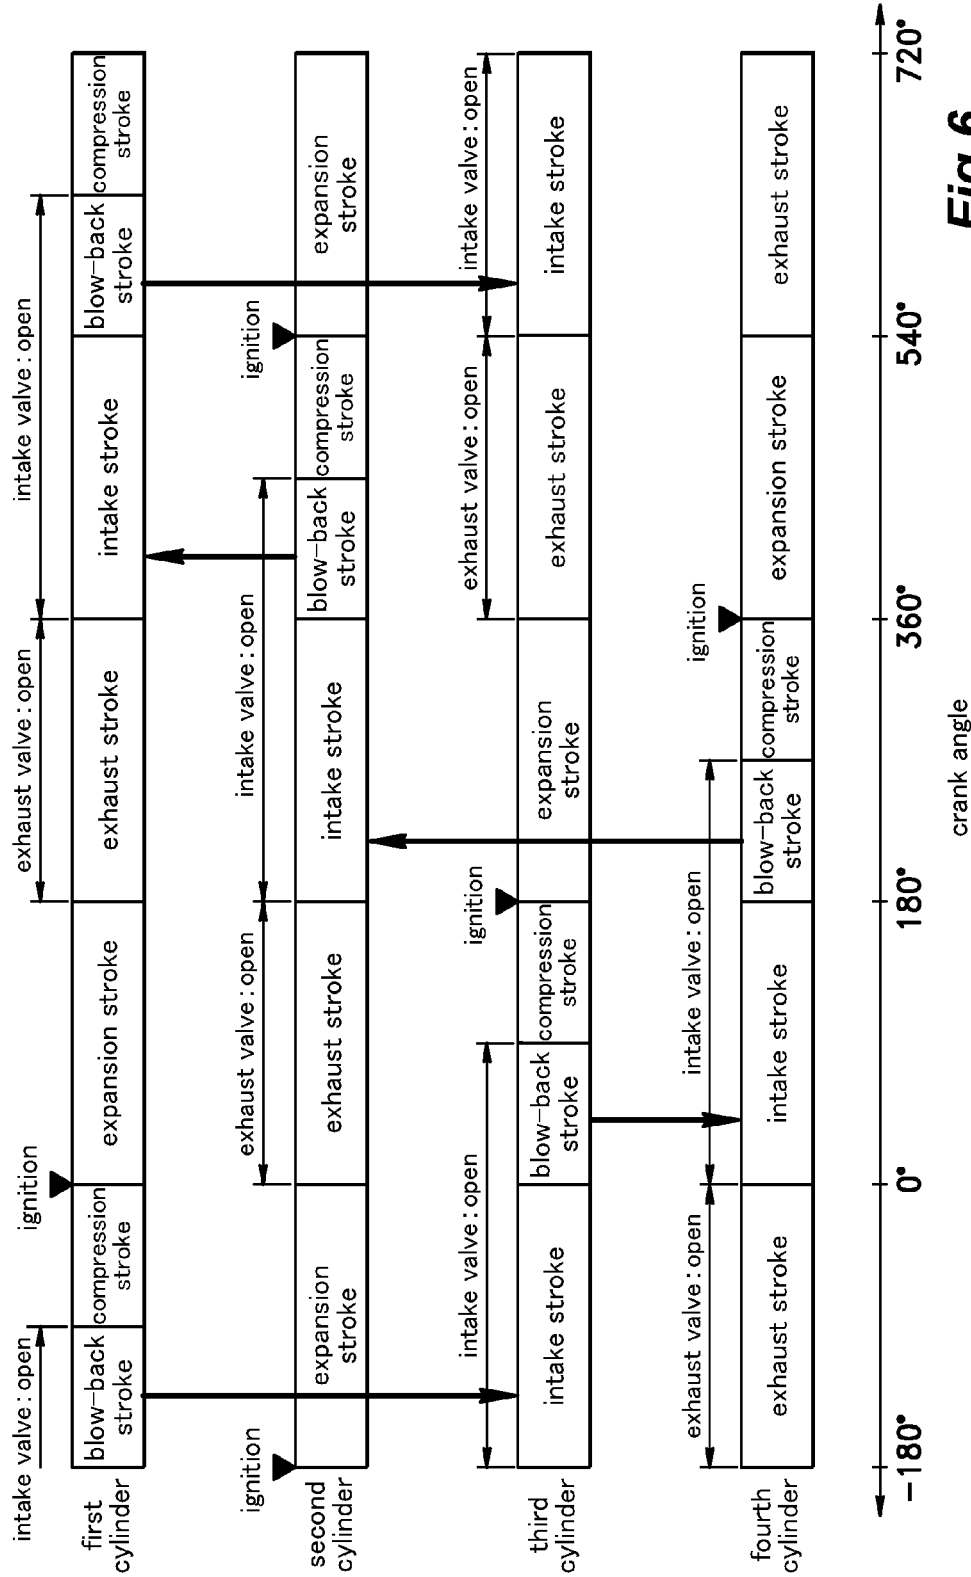 intake valve:open
exhaust valve:open
intake valve:open
ignition
first
cylinder
blow-back
stroke
compression
stroke
expansion stroke
exhaust stroke
intake stroke
blow-back
stroke
compression
stroke
exhaust valve:open
intake valve:open
ignition
ignition
second
cylinder
expansion
stroke
exhaust stroke
intake stroke
blow-back
stroke
compression
stroke
expansion
stroke
intake valve:open
exhaust valve:open
intake valve:open
ignition
third
cylinder
intake stroke
blow-back
stroke
compression
stroke
expansion
stroke
exhaust stroke
intake stroke
exhaust valve:open
intake valve:open
ignition
fourth
cylinder
exhaust stroke
intake stroke
blow-back
stroke
compression
stroke
expansion stroke
exhaust stroke
-180° 0° 180° 360° 540° 720°
crank angle
Fig.6